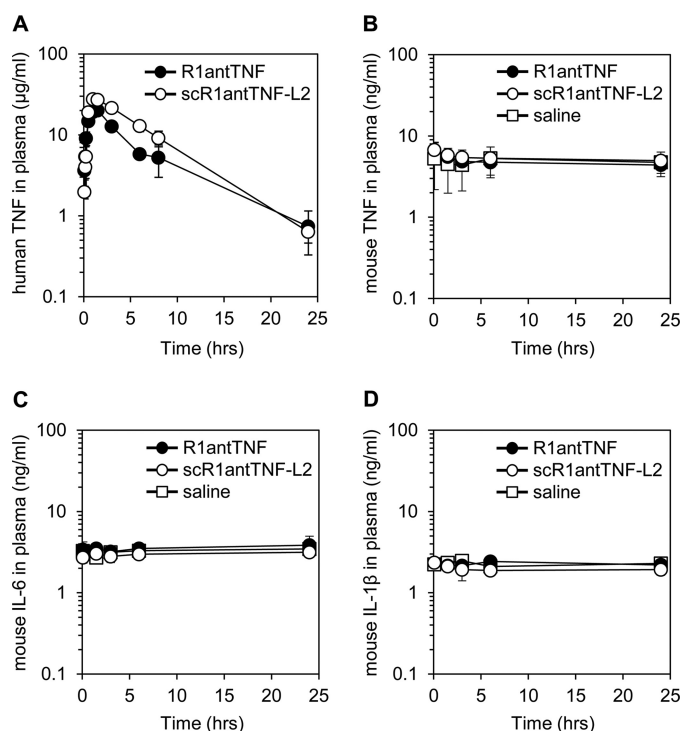 A
human TNF in plasma (µg/ml)
100
10
1
0.1
R1antTNF
scR1antTNF-L2
0 5 10 15 20 25
Time (hrs)
B
mouse TNF in plasma (ng/ml)
100
10
1
0.1
R1antTNF
scR1antTNF-L2
saline
0 5 10 15 20 25
Time (hrs)
C
mouse IL-6 in plasma (ng/ml)
100
10
1
0.1
R1antTNF
scR1antTNF-L2
saline
0 5 10 15 20 25
Time (hrs)
D
mouse IL-1β in plasma (ng/ml)
100
10
1
0.1
R1antTNF
scR1antTNF-L2
saline
0 5 10 15 20 25
Time (hrs)